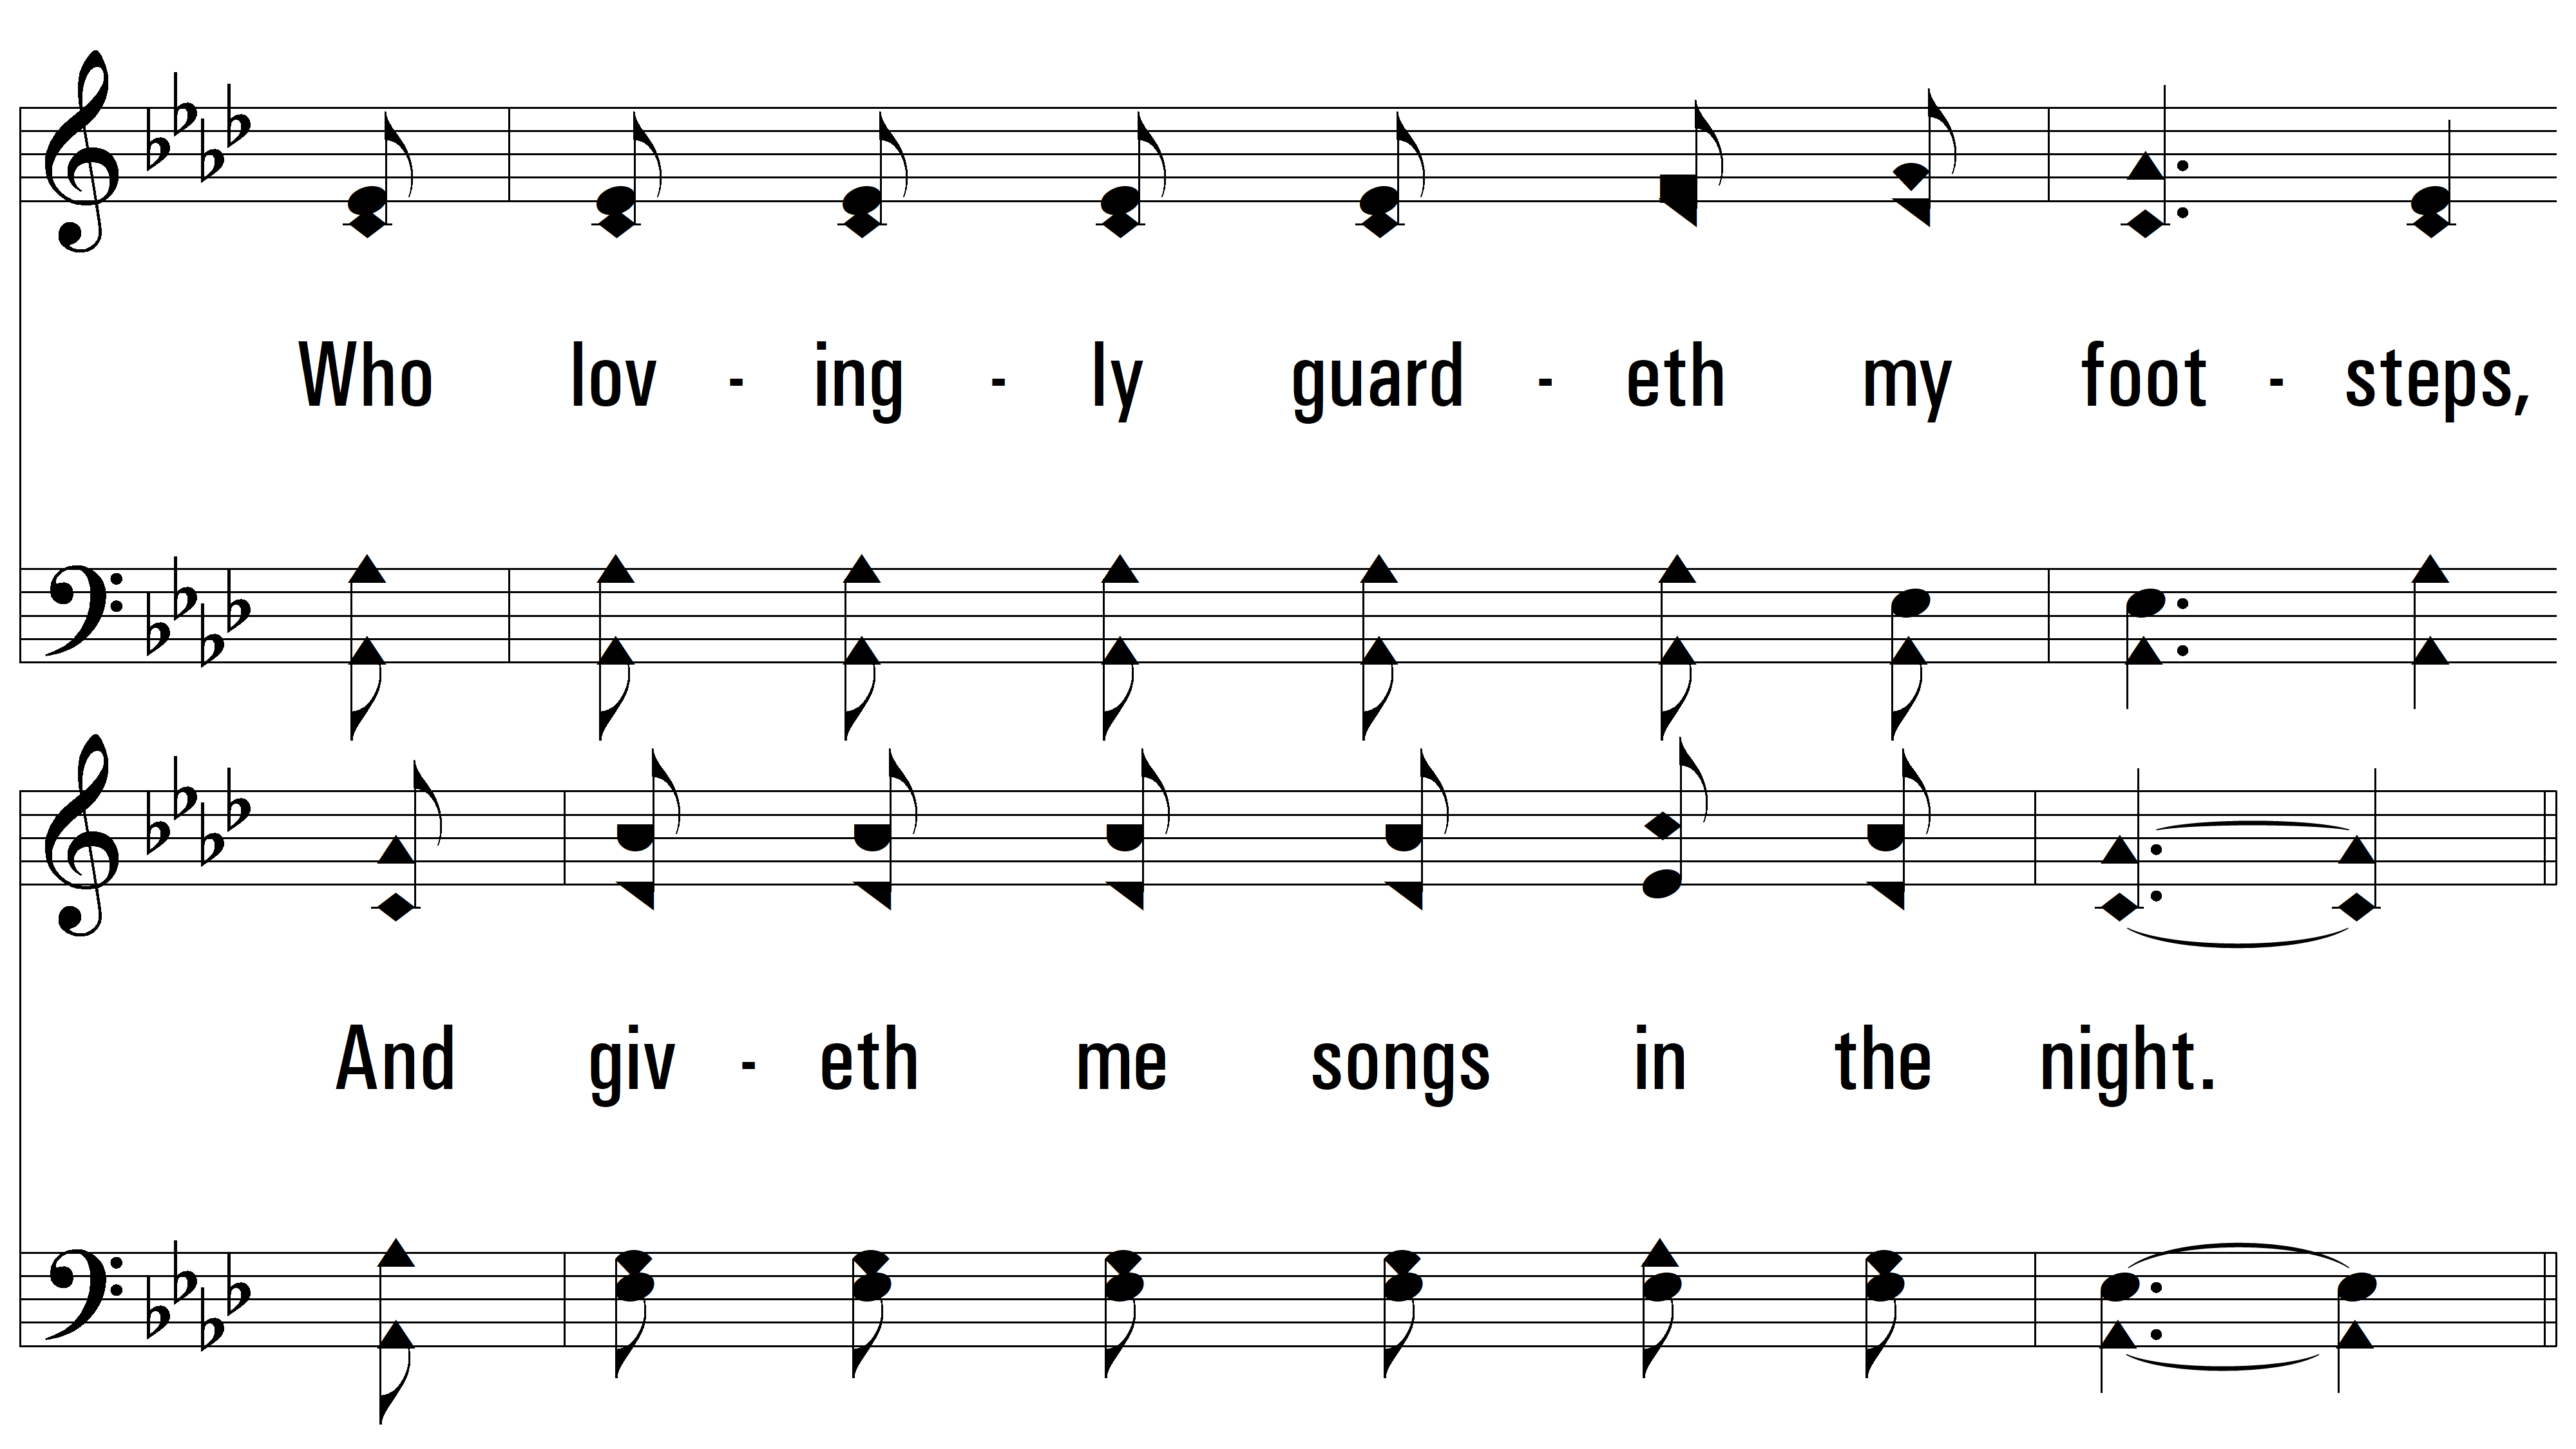 Who lov - ing - ly guard - eth my foot - steps,
And giv - eth me songs in the night.